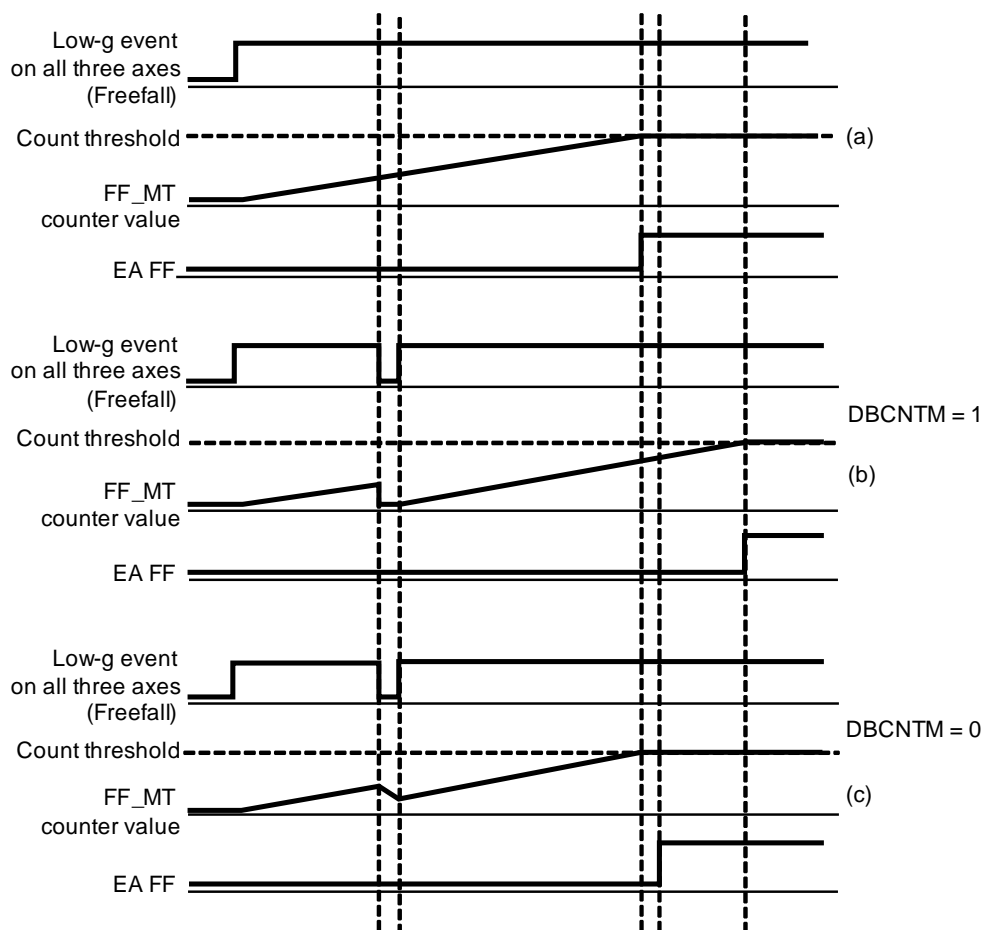 Low-g event
on all three axes
(Freefall)
Count threshold
(a)
FF_MT
counter value
EA FF
Low-g event
on all three axes
(Freefall)
DBCNTM = 1
Count threshold
(b)
FF_MT
counter value
EA FF
Low-g event
on all three axes
(Freefall)
DBCNTM = 0
Count threshold
(c)
FF_MT
counter value
EA FF